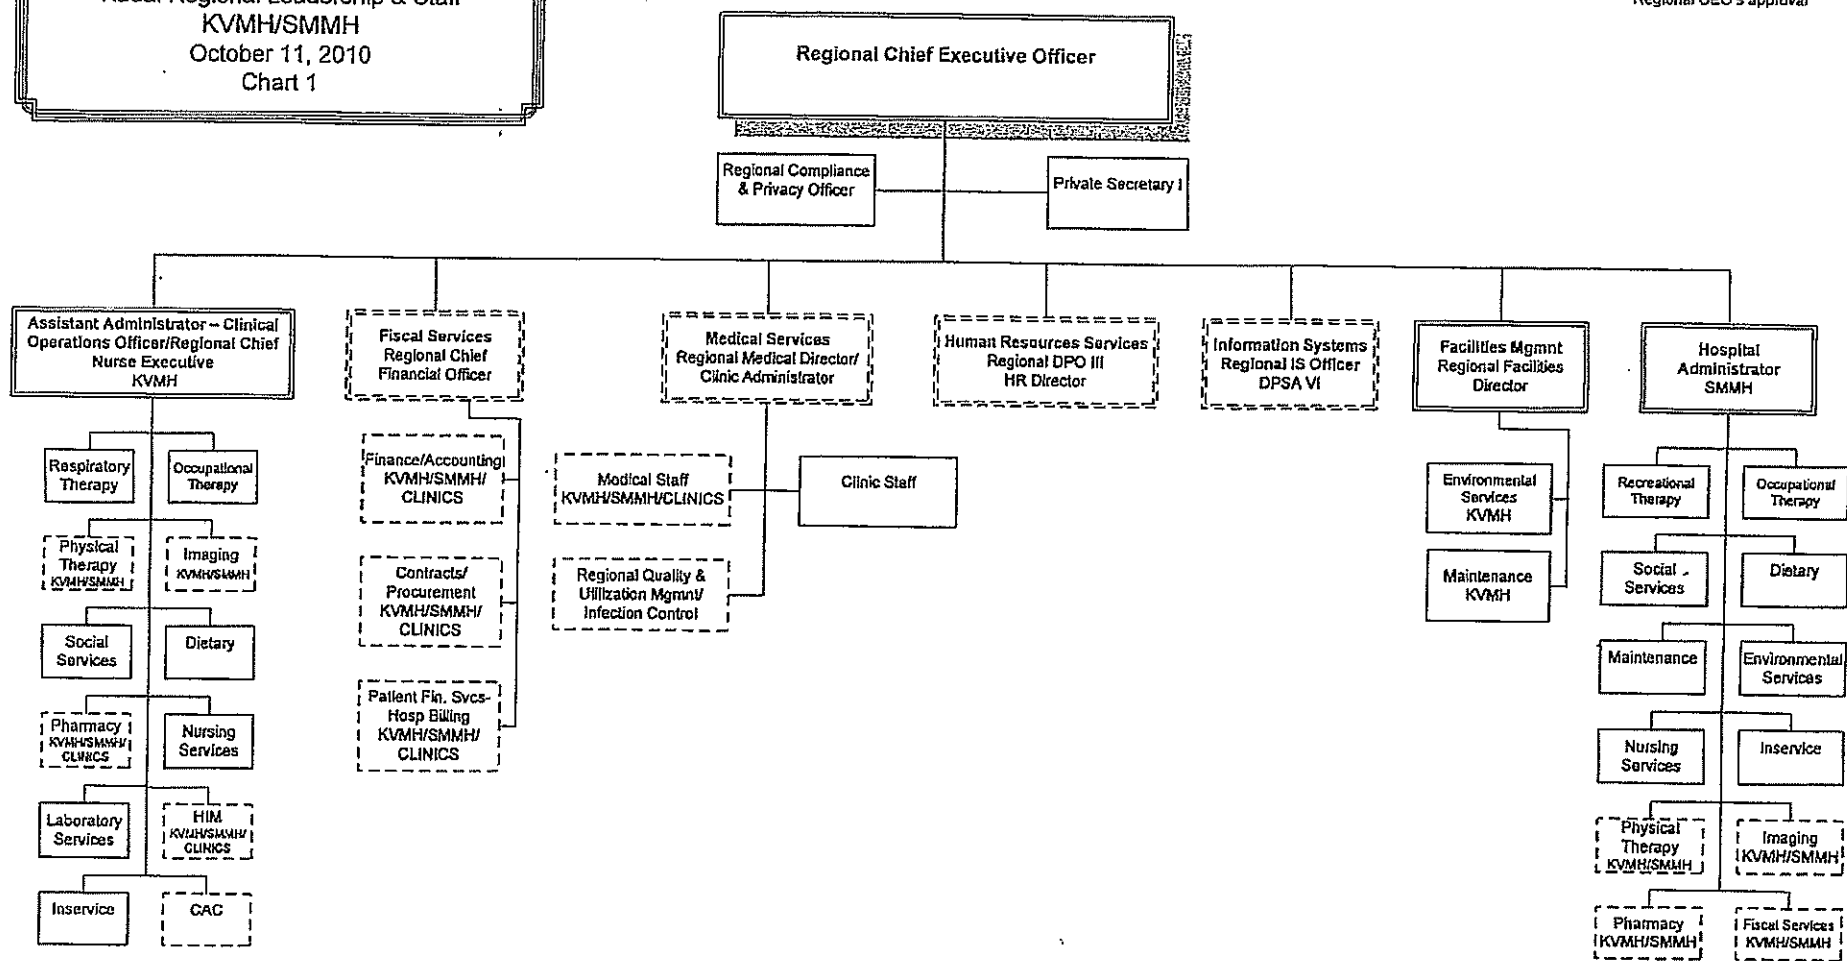 Kauai Regional Leadership & Staff
KVMH/SMMH
October 11, 2010
Chart 1
Regional CEO's approval
Regional Chief Executive Officer
Regional Compliance
& Privacy Officer
Private Secretary I
Assistant Administrator – Clinical
Operations Officer/Regional Chief
Nurse Executive
KVMH
Fiscal Services
Regional Chief
Financial Officer
Medical Services
Regional Medical Director/
Clinic Administrator
Human Resources Services
Regional DPO III
HR Director
Information Systems
Regional IS Officer
DPSA VI
Facilities Mgmnt
Regional Facilities
Director
Hospital
Administrator
SMMH
Respiratory
Therapy
Occupational
Therapy
Physical
Therapy
KVMH/SMMH
Imaging
KVMH/SMMH
Social
Services
Dietary
Pharmacy
KVMH/SMMH/
CLINICS
Nursing
Services
Laboratory
Services
HIM
KVMH/SMMH/
CLINICS
Inservice
CAC
Finance/Accounting
KVMH/SMMH/
CLINICS
Contracts/
Procurement
KVMH/SMMH/
CLINICS
Patient Fin. Svcs-
Hosp Billing
KVMH/SMMH/
CLINICS
Medical Staff
KVMH/SMMH/CLINICS
Clinic Staff
Regional Quality &
Utilization Mgmnt/
Infection Control
Environmental
Services
KVMH
Maintenance
KVMH
Recreational
Therapy
Occupational
Therapy
Social
Services
Dietary
Maintenance
Environmental
Services
Nursing
Services
Inservice
Physical
Therapy
KVMH/SMMH
Imaging
KVMH/SMMH
Pharmacy
KVMH/SMMH
Fiscal Services
KVMH/SMMH